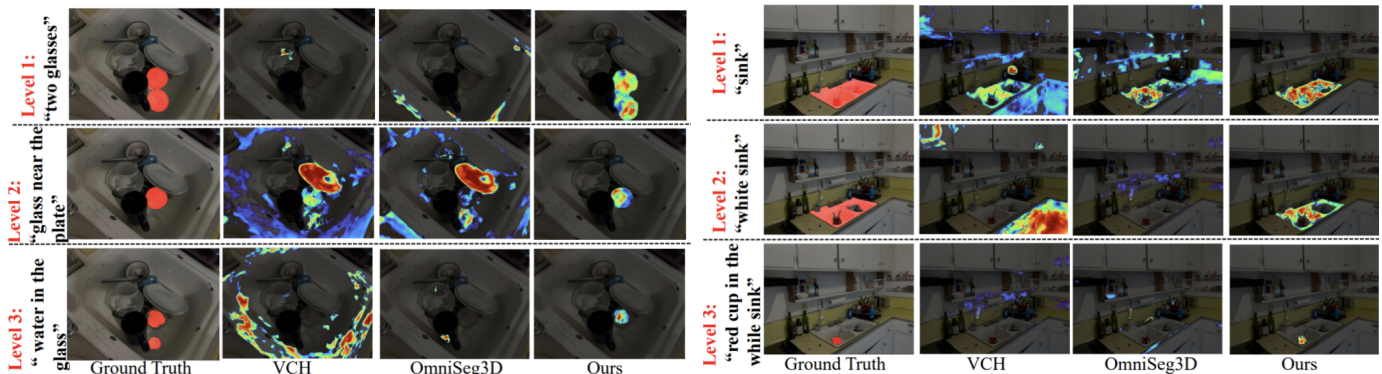 Level 1:
“two glasses”
Level 2:
“glass near the
plate”
Level 3:
“ water in the
glass”
Ground Truth
VCH
OmniSeg3D
Ours
Level 1:
“sink”
Level 2:
“white sink”
Level 3:
“red cup in the
while sink”
Ground Truth
VCH
OmniSeg3D
Ours